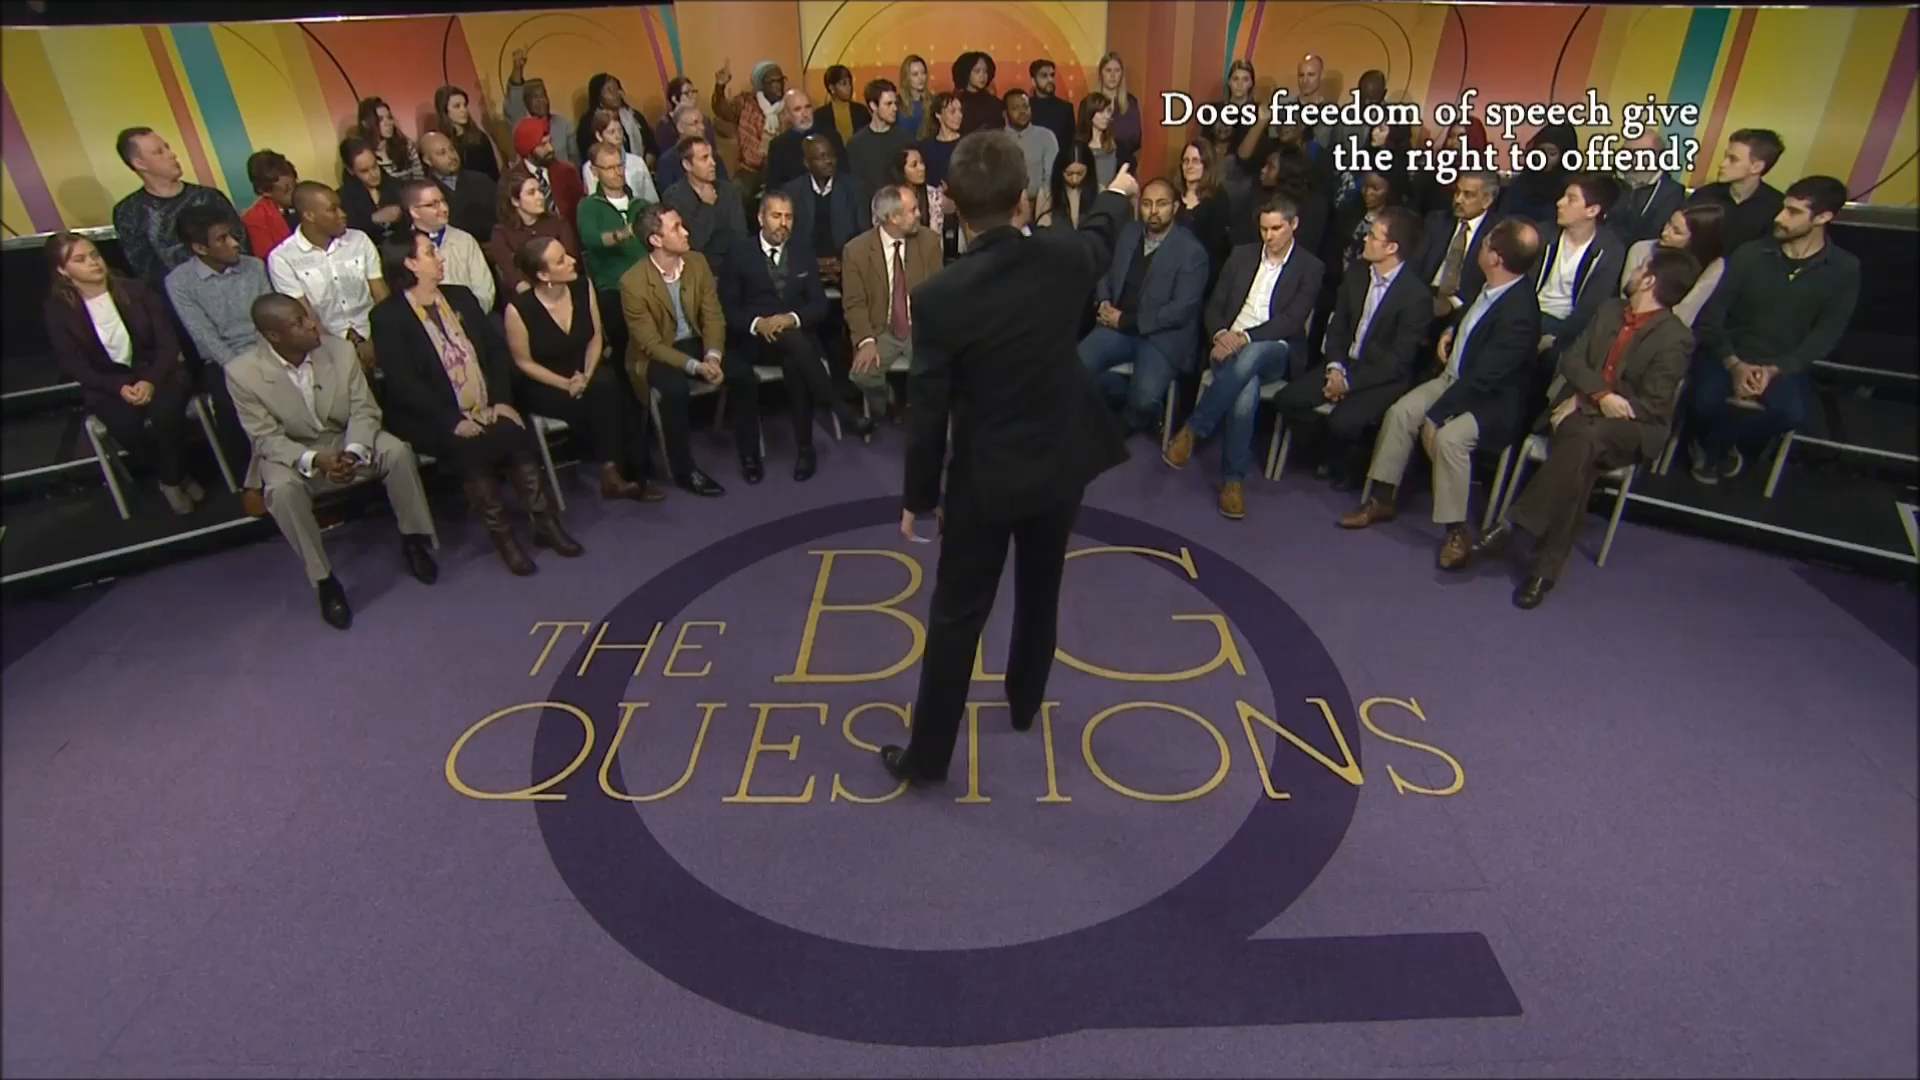 Does freedom of speech give
the right to offend?
THE BIG
QUESTIONS